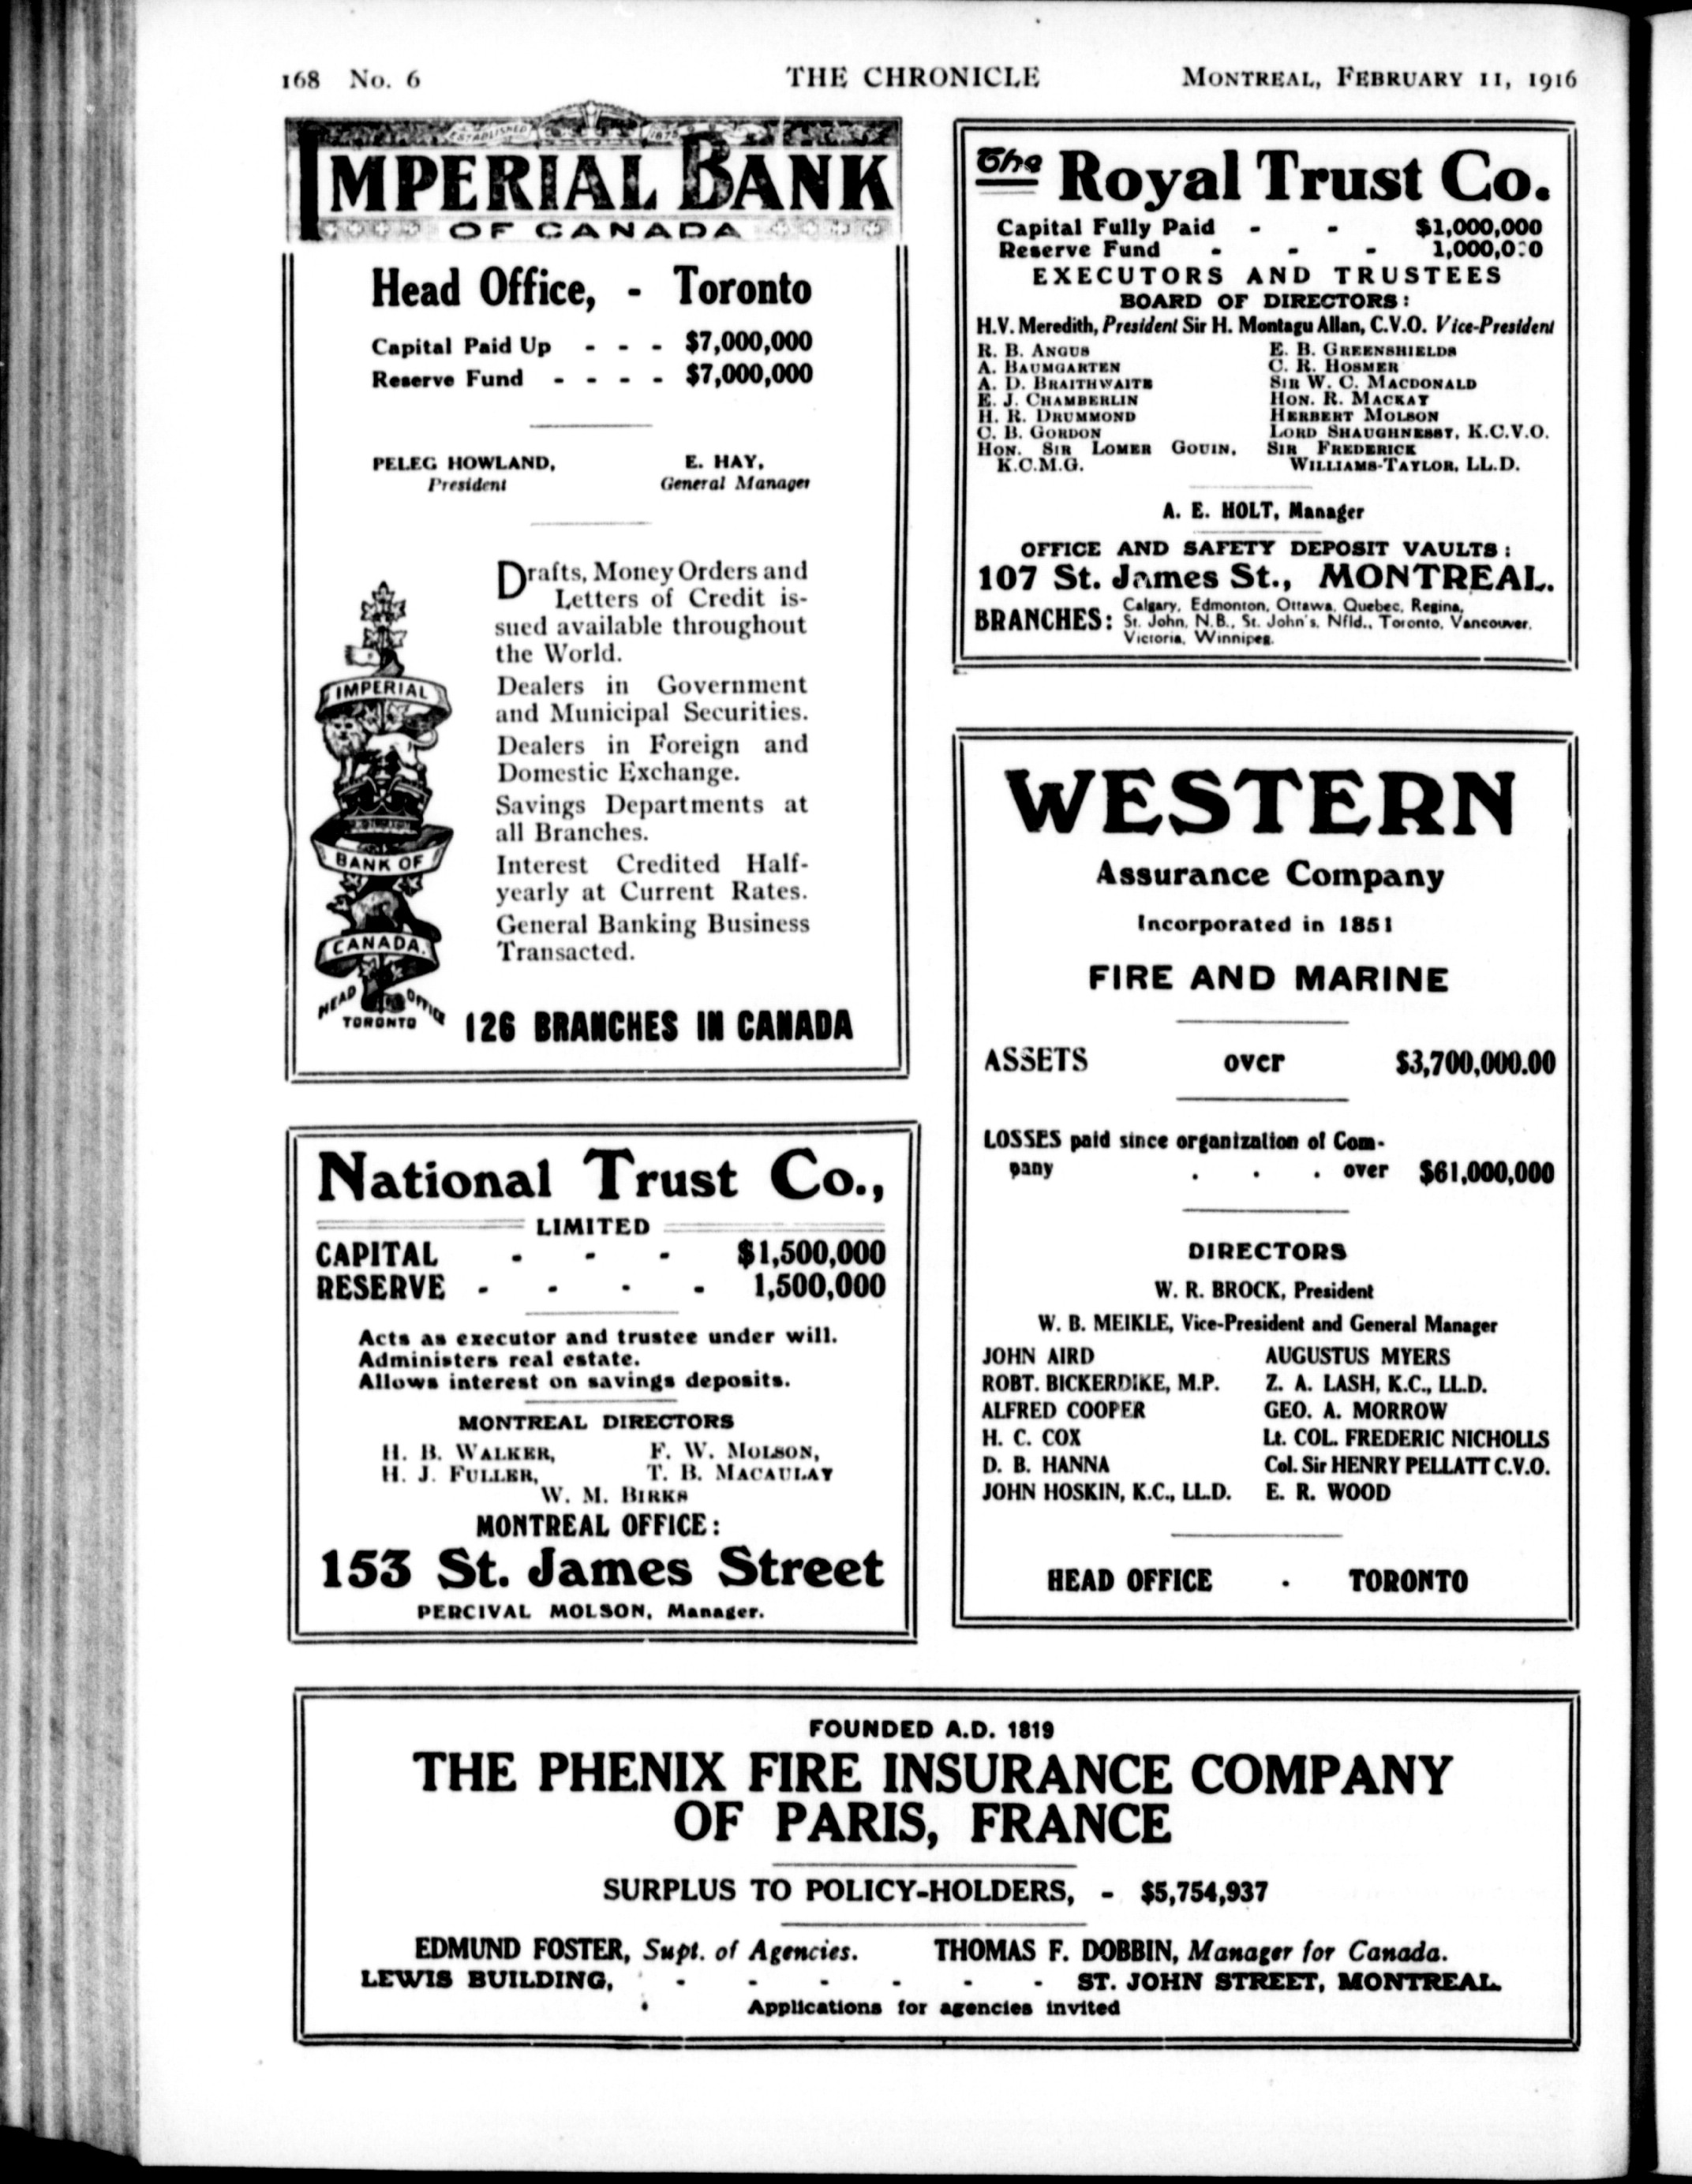 168 No. 6
THE CHRONICLE
MONTREAL, FEBRUARY 11, 1916
ESTABLISHED 1875
IMPERIAL BANK
OF CANADA
Head Office, - Toronto
Capital Paid Up - - - $7,000,000
Reserve Fund - - - - $7,000,000
PELEG HOWLAND, E. HAY,
President General Manager
Drafts, Money Orders and
Letters of Credit is-
sued available throughout
the World.
Dealers in Government
and Municipal Securities.
Dealers in Foreign and
Domestic Exchange.
Savings Departments at
all Branches.
Interest Credited Half-
yearly at Current Rates.
General Banking Business
Transacted.
IMPERIAL
BANK OF
CANADA.
HEAD OFFICE
TORONTO
126 BRANCHES IN CANADA
National Trust Co.,
LIMITED
CAPITAL - - - $1,500,000
RESERVE - - - - 1,500,000
Acts as executor and trustee under will.
Administers real estate.
Allows interest on savings deposits.
MONTREAL DIRECTORS
H. B. WALKER, F. W. MOLSON,
H. J. FULLER, T. B. MACAULAY
W. M. BIRKS
MONTREAL OFFICE:
153 St. James Street
PERCIVAL MOLSON, Manager.
The Royal Trust Co.
Capital Fully Paid - - $1,000,000
Reserve Fund - - - 1,000,000
EXECUTORS AND TRUSTEES
BOARD OF DIRECTORS:
H.V. Meredith, President Sir H. Montagu Allan, C.V.O. Vice-President
R. B. ANGUS E. B. GREENSHIELDS
A. BAUMGARTEN C. R. HOSMER
A. D. BRAITHWAITE SIR W. C. MACDONALD
E. J. CHAMBERLIN HON. R. MACKAY
H. R. DRUMMOND HERBERT MOLSON
C. B. GORDON LORD SHAUGHNESSY, K.C.V.O.
HON. SIR LOMER GOUIN, SIR FREDERICK
K.C.M.G. WILLIAMS-TAYLOR, LL.D.
A. E. HOLT, Manager
OFFICE AND SAFETY DEPOSIT VAULTS:
107 St. James St., MONTREAL.
BRANCHES: Calgary, Edmonton, Ottawa, Quebec, Regina,
St. John, N.B., St. John's, Nfld., Toronto, Vancouver,
Victoria, Winnipeg.
WESTERN
Assurance Company
Incorporated in 1851
FIRE AND MARINE
ASSETS over $3,700,000.00
LOSSES paid since organization of Com-
pany . . . over $61,000,000
DIRECTORS
W. R. BROCK, President
W. B. MEIKLE, Vice-President and General Manager
JOHN AIRD AUGUSTUS MYERS
ROBT. BICKERDIKE, M.P. Z. A. LASH, K.C., LL.D.
ALFRED COOPER GEO. A. MORROW
H. C. COX Lt. COL. FREDERIC NICHOLLS
D. B. HANNA Col. Sir HENRY PELLATT C.V.O.
JOHN HOSKIN, K.C., LL.D. E. R. WOOD
HEAD OFFICE . TORONTO
FOUNDED A.D. 1819
THE PHENIX FIRE INSURANCE COMPANY
OF PARIS, FRANCE
SURPLUS TO POLICY-HOLDERS, - $5,754,937
EDMUND FOSTER, Supt. of Agencies. THOMAS F. DOBBIN, Manager for Canada.
LEWIS BUILDING, - - - - - - ST. JOHN STREET, MONTREAL.
Applications for agencies invited